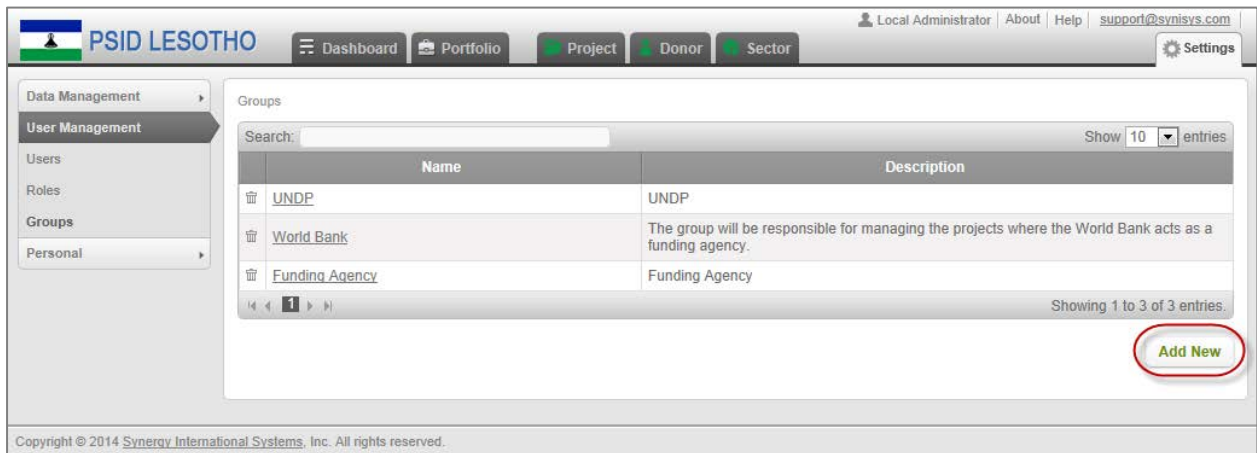 Local Administrator | About | Help | support@synisys.com |
PSID LESOTHO
Dashboard Portfolio Project Donor Sector Settings
Data Management
User Management
Users
Roles
Groups
Personal
Groups
Search: Show 10 entries
Name Description
UNDP UNDP
World Bank The group will be responsible for managing the projects where the World Bank acts as a
funding agency.
Funding Agency Funding Agency
1 Showing 1 to 3 of 3 entries.
Add New
Copyright © 2014 Synergy International Systems, Inc. All rights reserved.